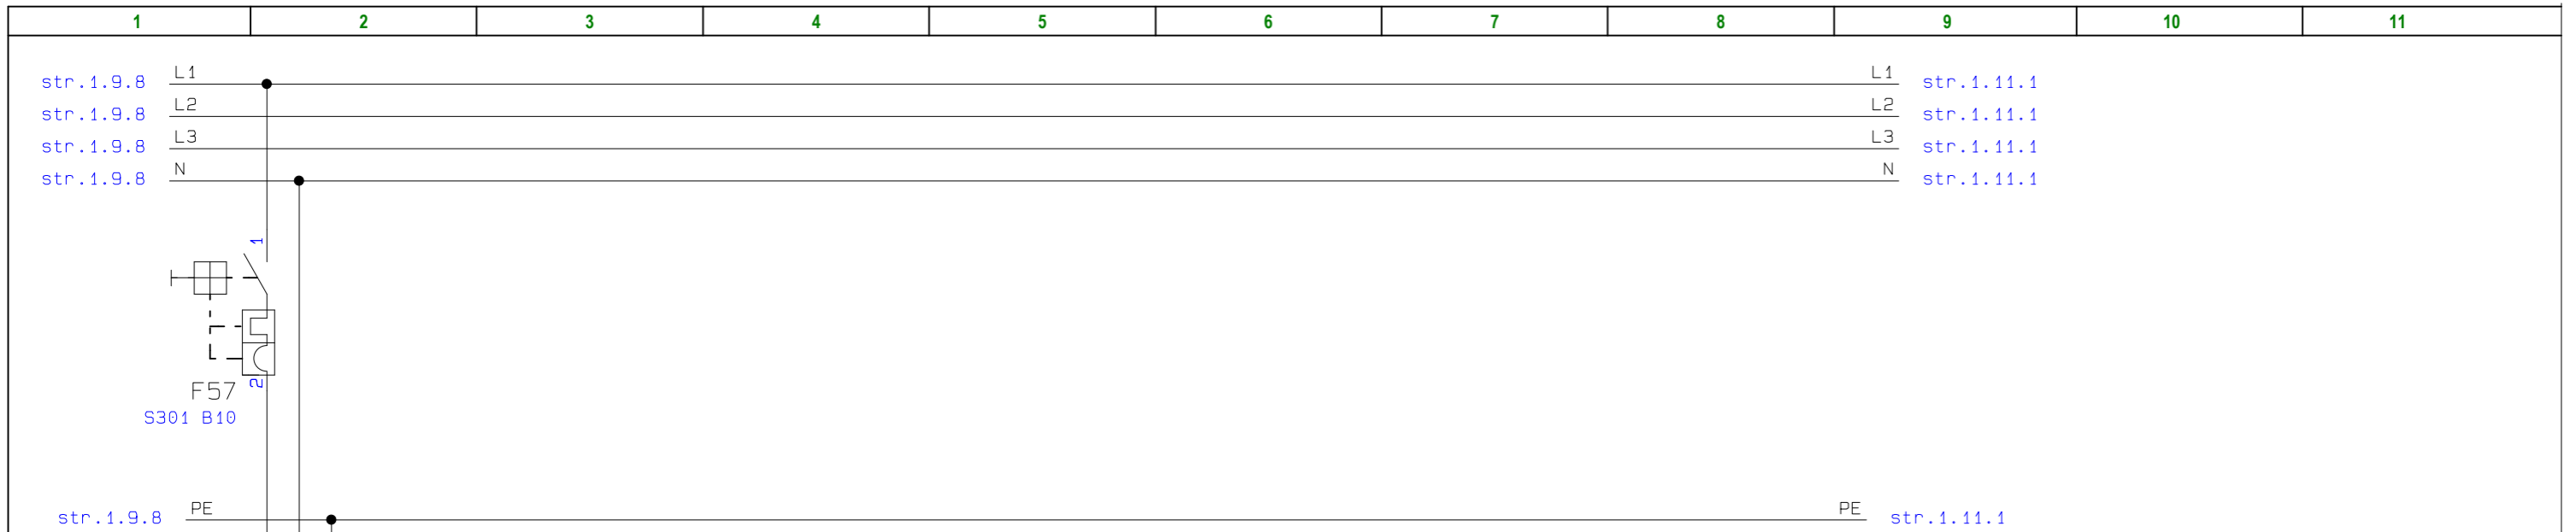 1 2 3 4 5 6 7 8 9 10 11
str.1.9.8 L1 L1 str.1.11.1
str.1.9.8 L2 L2 str.1.11.1
str.1.9.8 L3 L3 str.1.11.1
str.1.9.8 N N str.1.11.1
1
2
F57
S301 B10
str.1.9.8 PE PE str.1.11.1